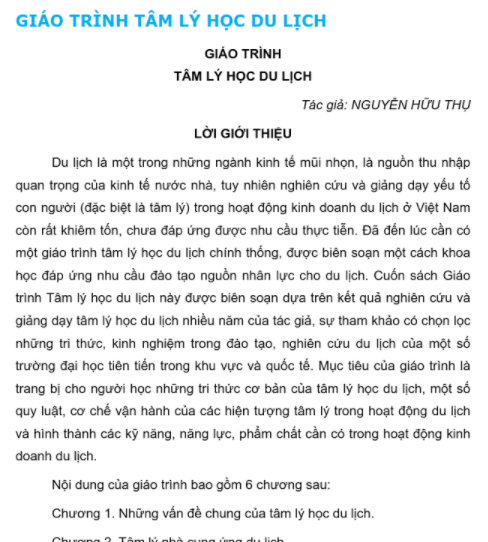 GIÁO TRÌNH TÂM LÝ HỌC DU LỊCH
GIÁO TRÌNH
TÂM LÝ HỌC DU LỊCH
Tác giả: NGUYỄN HỮU THỤ
LỜI GIỚI THIỆU
Du lịch là một trong những ngành kinh tế mũi nhọn, là nguồn thu nhập
quan trọng của kinh tế nước nhà, tuy nhiên nghiên cứu và giảng dạy yếu tố
con người (đặc biệt là tâm lý) trong hoạt động kinh doanh du lịch ở Việt Nam
còn rất khiêm tốn, chưa đáp ứng được nhu cầu thực tiễn. Đã đến lúc cần có
một giáo trình tâm lý học du lịch chính thống, được biên soạn một cách khoa
học đáp ứng nhu cầu đào tạo nguồn nhân lực cho du lịch. Cuốn sách Giáo
trình Tâm lý học du lịch này được biên soạn dựa trên kết quả nghiên cứu và
giảng dạy tâm lý học du lịch nhiều năm của tác giả, sự tham khảo có chọn lọc
những tri thức, kinh nghiệm trong đào tạo, nghiên cứu du lịch của một số
trường đại học tiên tiến trong khu vực và quốc tế. Mục tiêu của giáo trình là
trang bị cho người học những tri thức cơ bản của tâm lý học du lịch, một số
quy luật, cơ chế vận hành của các hiện tượng tâm lý trong hoạt động du lịch
và hình thành các kỹ năng, năng lực, phẩm chất cần có trong hoạt động kinh
doanh du lịch.
Nội dung của giáo trình bao gồm 6 chương sau:
Chương 1. Những vấn đề chung của tâm lý học du lịch.
Chương 2. Tâm lý nhà cung ứng du lịch